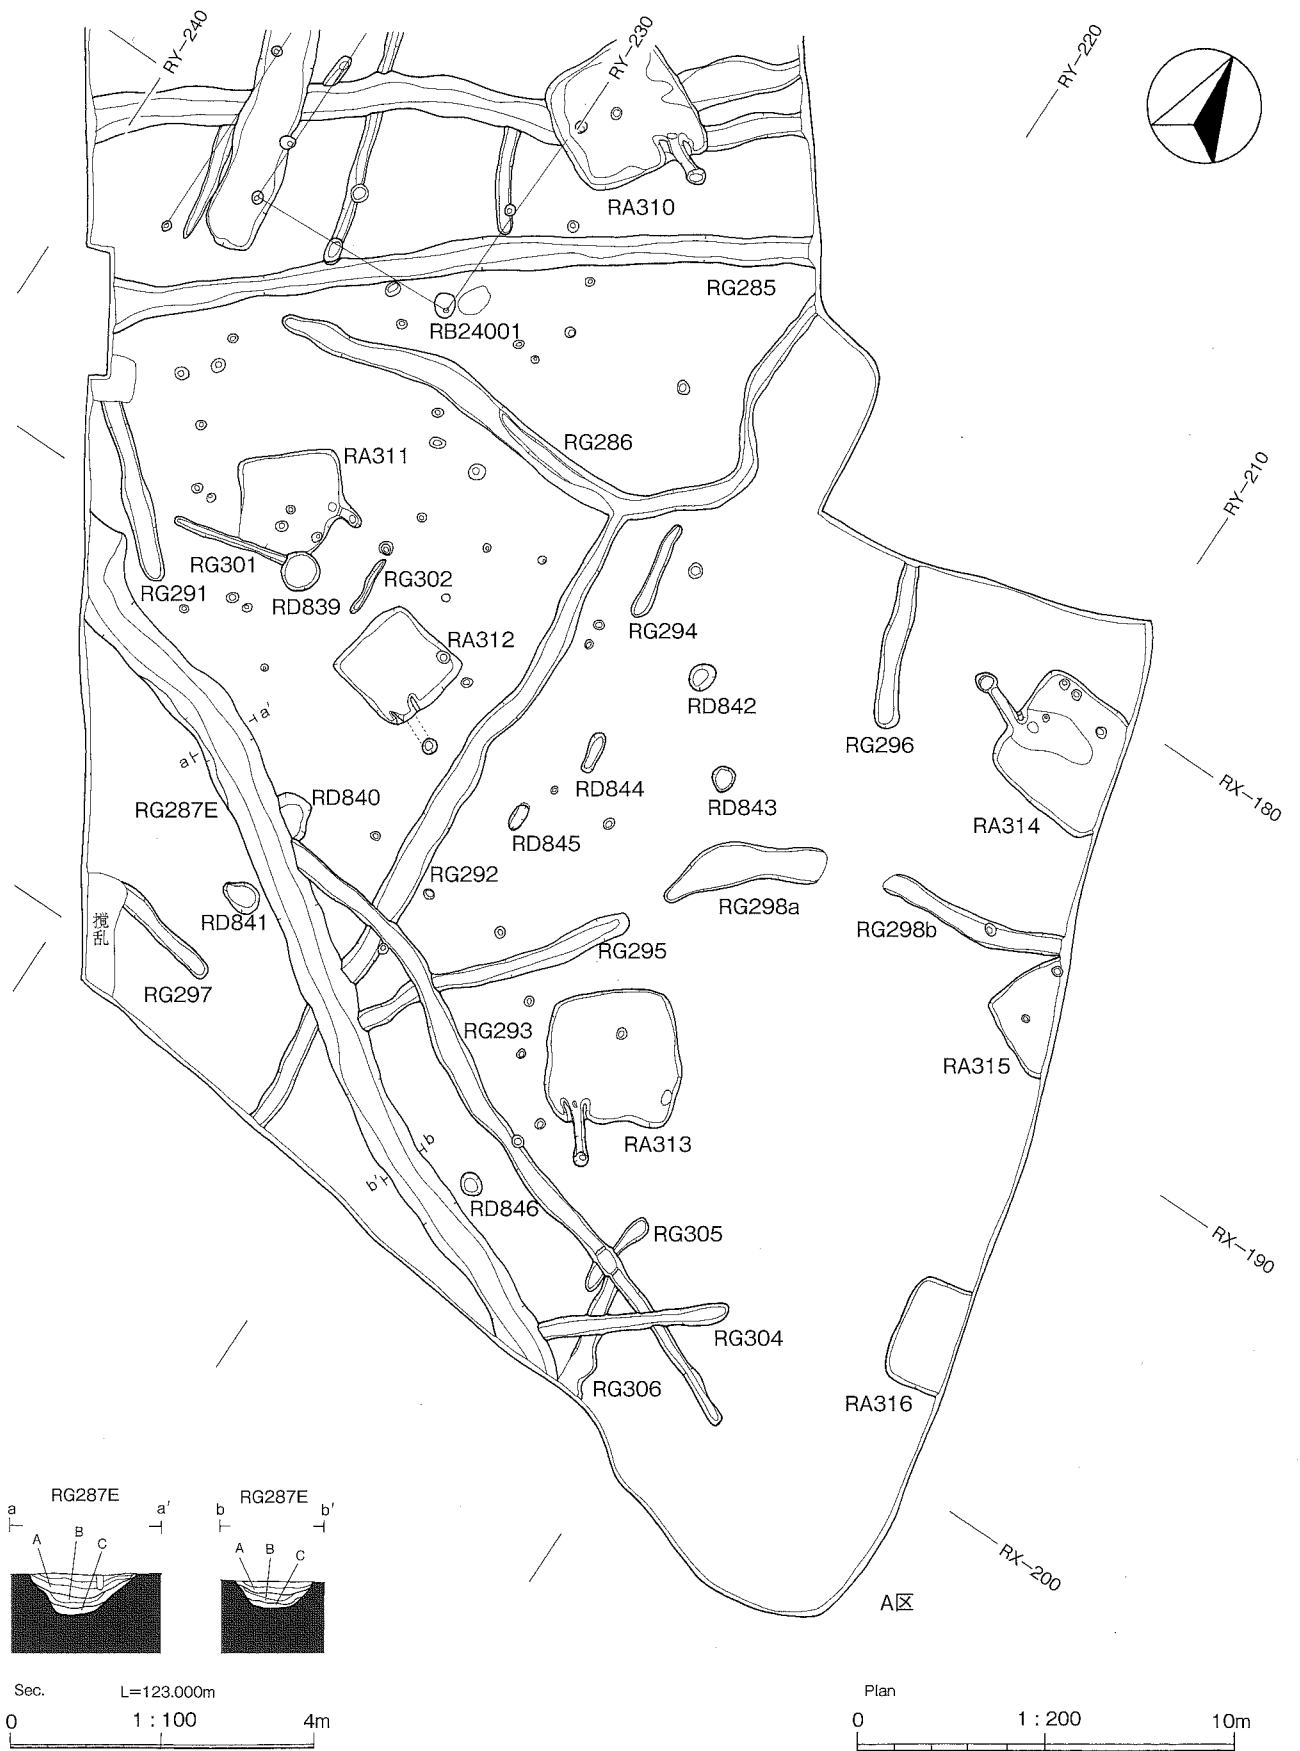 RY-240
RY-230
RY-220
RA310
RG285
RB24001
RG286
RA311
RY-210
RG301
RG302
RG291
RD839
RG294
RA312
RD842
RG296
a'
a
RD844
RD843
RX-180
RD840
RG287E
RD845
RA314
RG292
RG298a
RD841
攪乱
RG298b
RG295
RG297
RG293
RA315
RA313
b
b'
RD846
RG305
RX-190
RG304
RG306
RA316
RG287E
RG287E
a a' b b'
A B C
A B C
RX-200
A区
Sec. L=123.000m
0 1:100 4m
Plan
0 1:200 10m